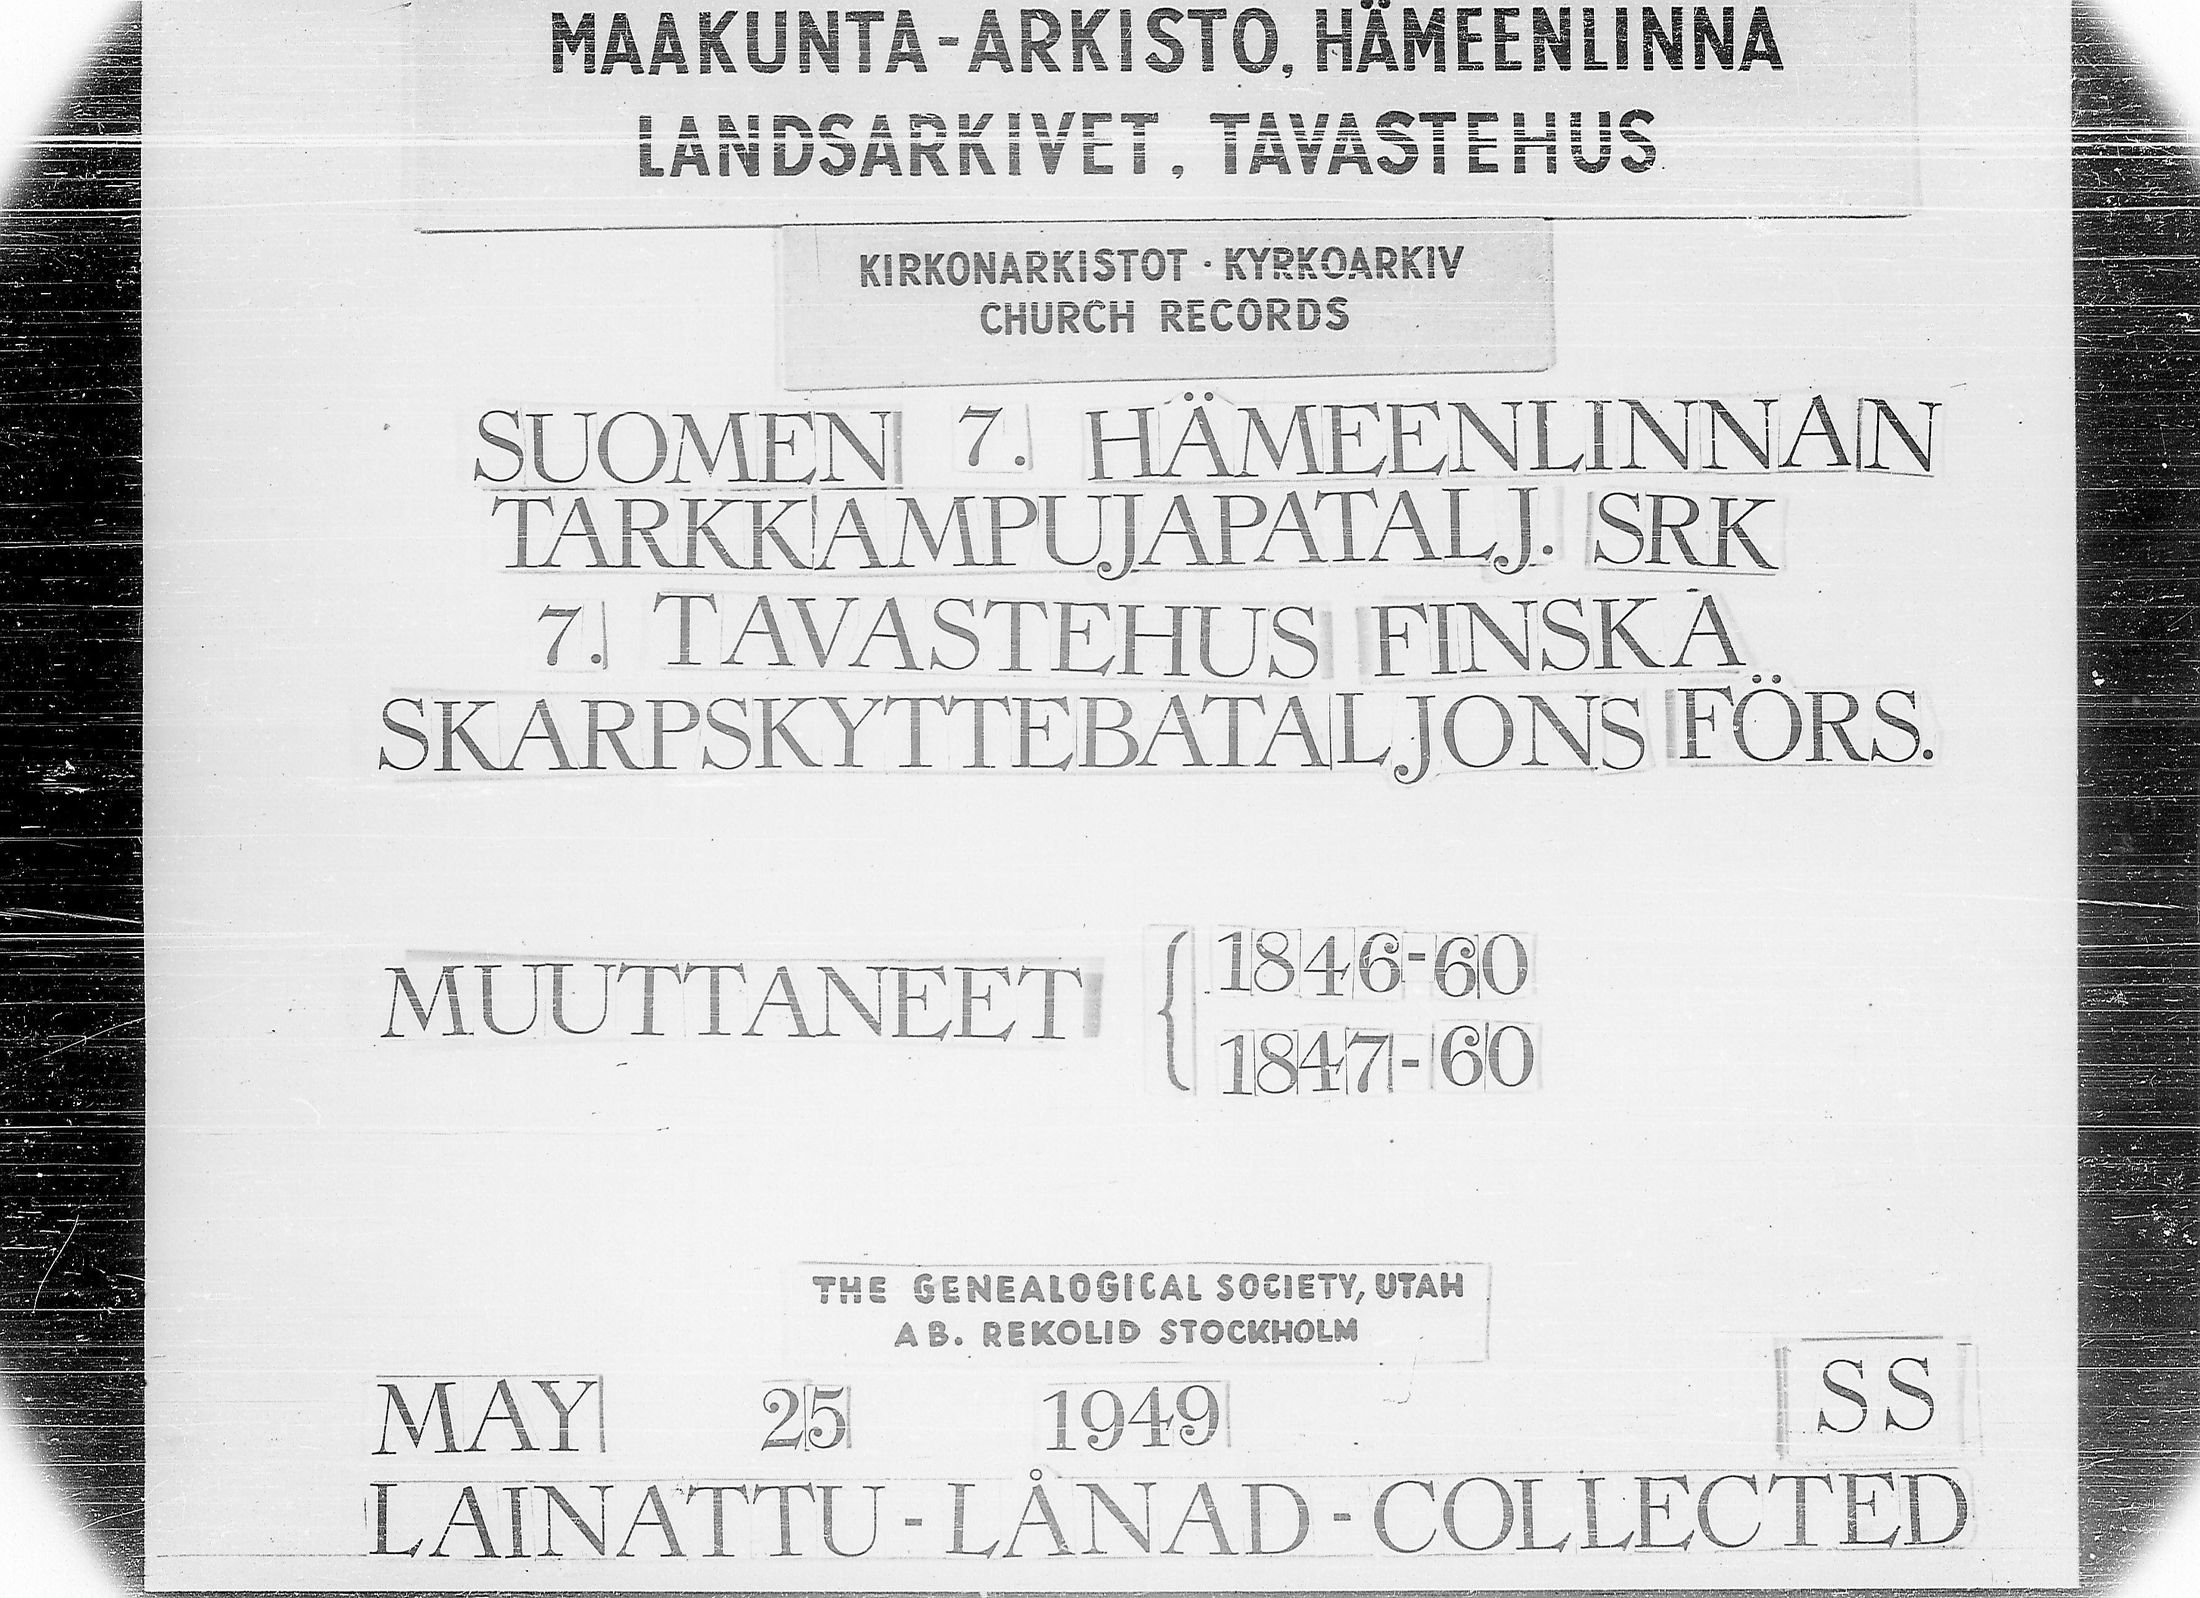 MAAKUNTA-ARKISTO, HÄMEENLINNA
LANDSARKIVET, TAVASTEHUS
KIRKONARKISTOT · KYRKOARKIV
CHURCH RECORDS
SUOMEN 7. HÄMEENLINNAN
TARKKAMPUJAPATALJ. SRK
7. TAVASTEHUS FINSKA
SKARPSKYTTEBATALJONS FÖRS.
MUUTTANEET { 1846-60
1847-60
THE GENEALOGICAL SOCIETY, UTAH
AB. REKOLID STOCKHOLM
MAY 25 1949 SS
LAINATTU - LÅNAD - COLLECTED